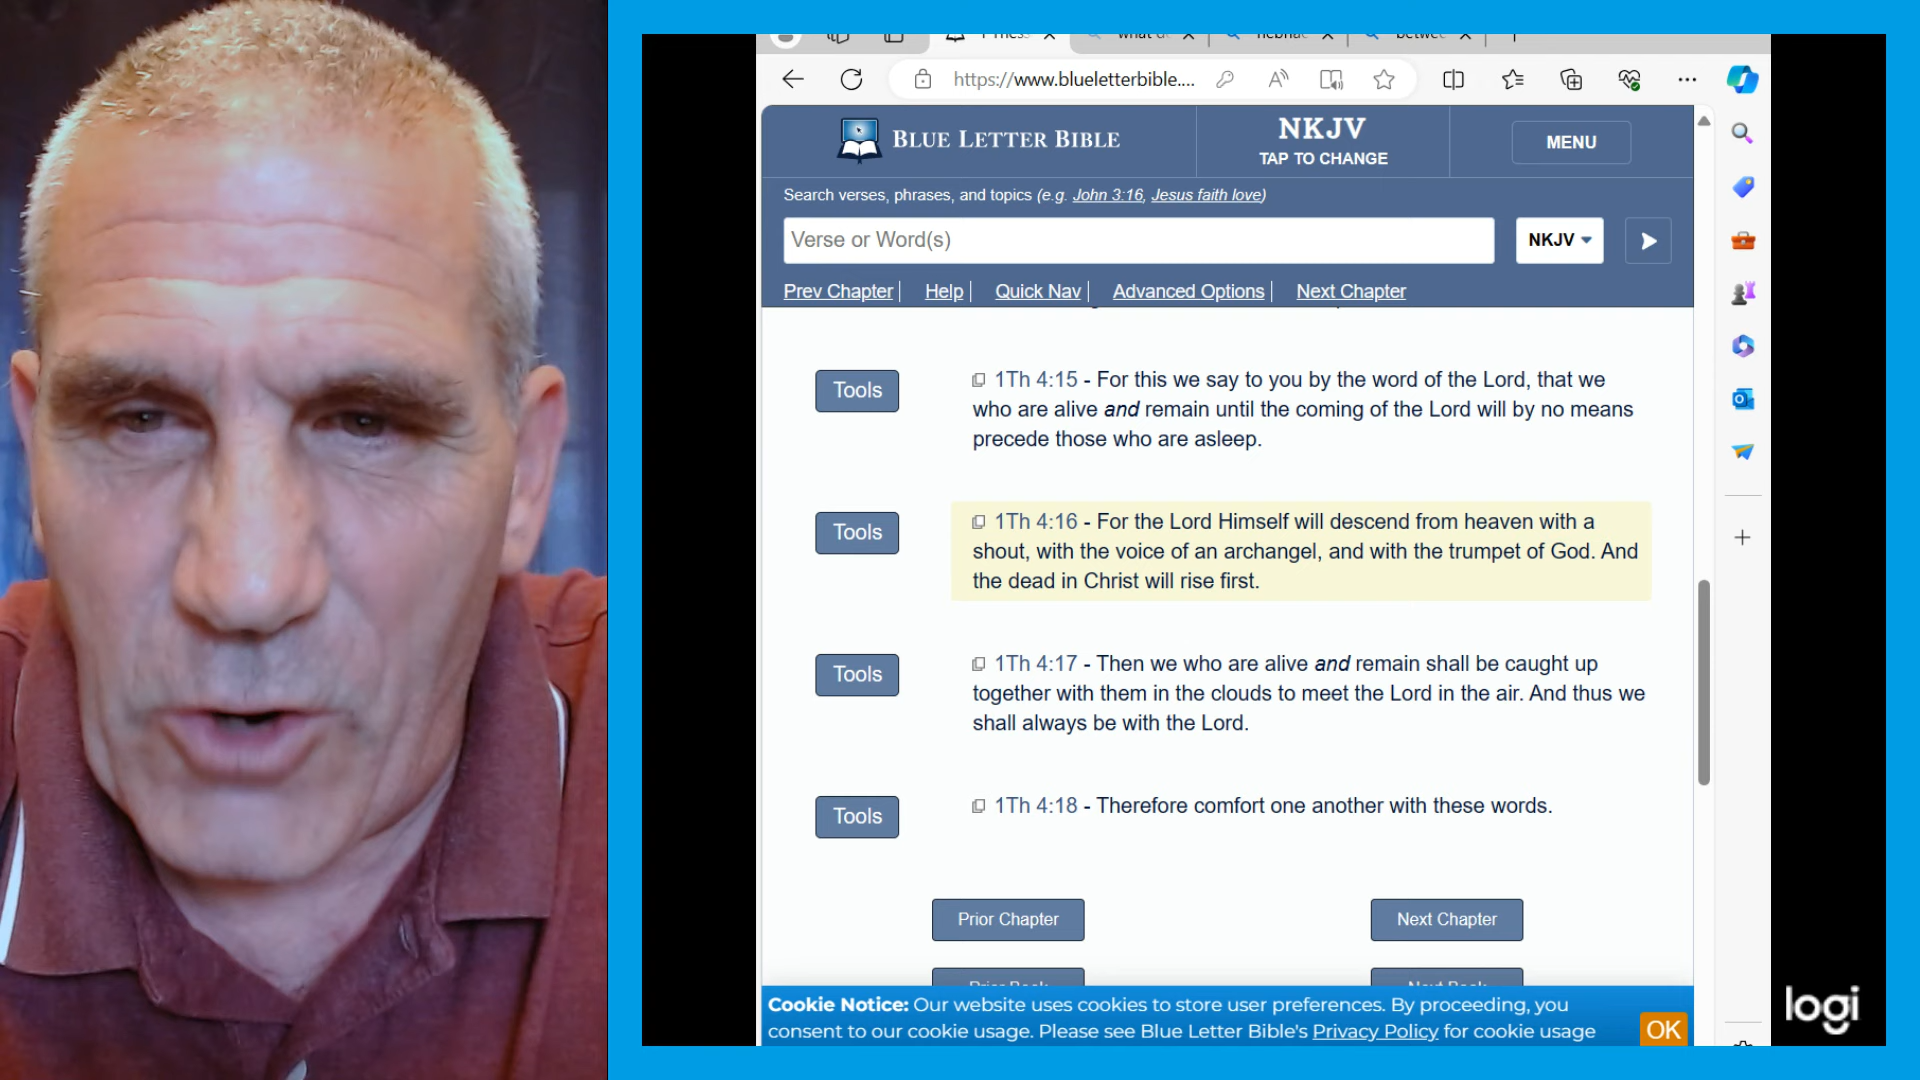 https://www.blueletterbible....
BLUE LETTER BIBLE
NKJV
TAP TO CHANGE
MENU
Search verses, phrases, and topics (e.g. John 3:16, Jesus faith love)
Verse or Word(s)
NKJV
Prev Chapter | Help | Quick Nav | Advanced Options | Next Chapter
Tools
1Th 4:15 - For this we say to you by the word of the Lord, that we
who are alive and remain until the coming of the Lord will by no means
precede those who are asleep.
Tools
1Th 4:16 - For the Lord Himself will descend from heaven with a
shout, with the voice of an archangel, and with the trumpet of God. And
the dead in Christ will rise first.
Tools
1Th 4:17 - Then we who are alive and remain shall be caught up
together with them in the clouds to meet the Lord in the air. And thus we
shall always be with the Lord.
Tools
1Th 4:18 - Therefore comfort one another with these words.
Prior Chapter
Next Chapter
Prior Book
Next Book
Cookie Notice: Our website uses cookies to store user preferences. By proceeding, you
consent to our cookie usage. Please see Blue Letter Bible's Privacy Policy for cookie usage
OK
logi